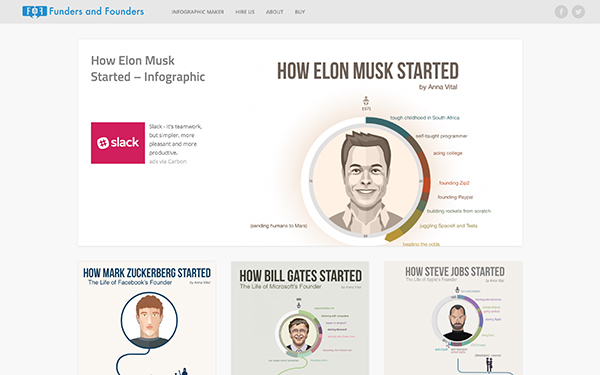 F&F Funders and Founders
INFOGRAPHIC MAKER HIRE US ABOUT BUY
How Elon Musk
Started – Infographic
slack
Slack - it's teamwork,
but simpler, more
pleasant and more
productive.
ads via Carbon
HOW ELON MUSK STARTED
by Anna Vital
1971
tough childhood in South Africa
self-taught programmer
acing college
founding Zip2
founding Paypal
building rockets from scratch
juggling SpaceX and Tesla
beating the odds
(sending humans to Mars)
HOW MARK ZUCKERBERG STARTED
The Life of Facebook's Founder
by Anna Vital
HOW BILL GATES STARTED
The Life of Microsoft's Founder
by Anna Vital
HOW STEVE JOBS STARTED
The Life of Apple's Founder
by Anna Vital